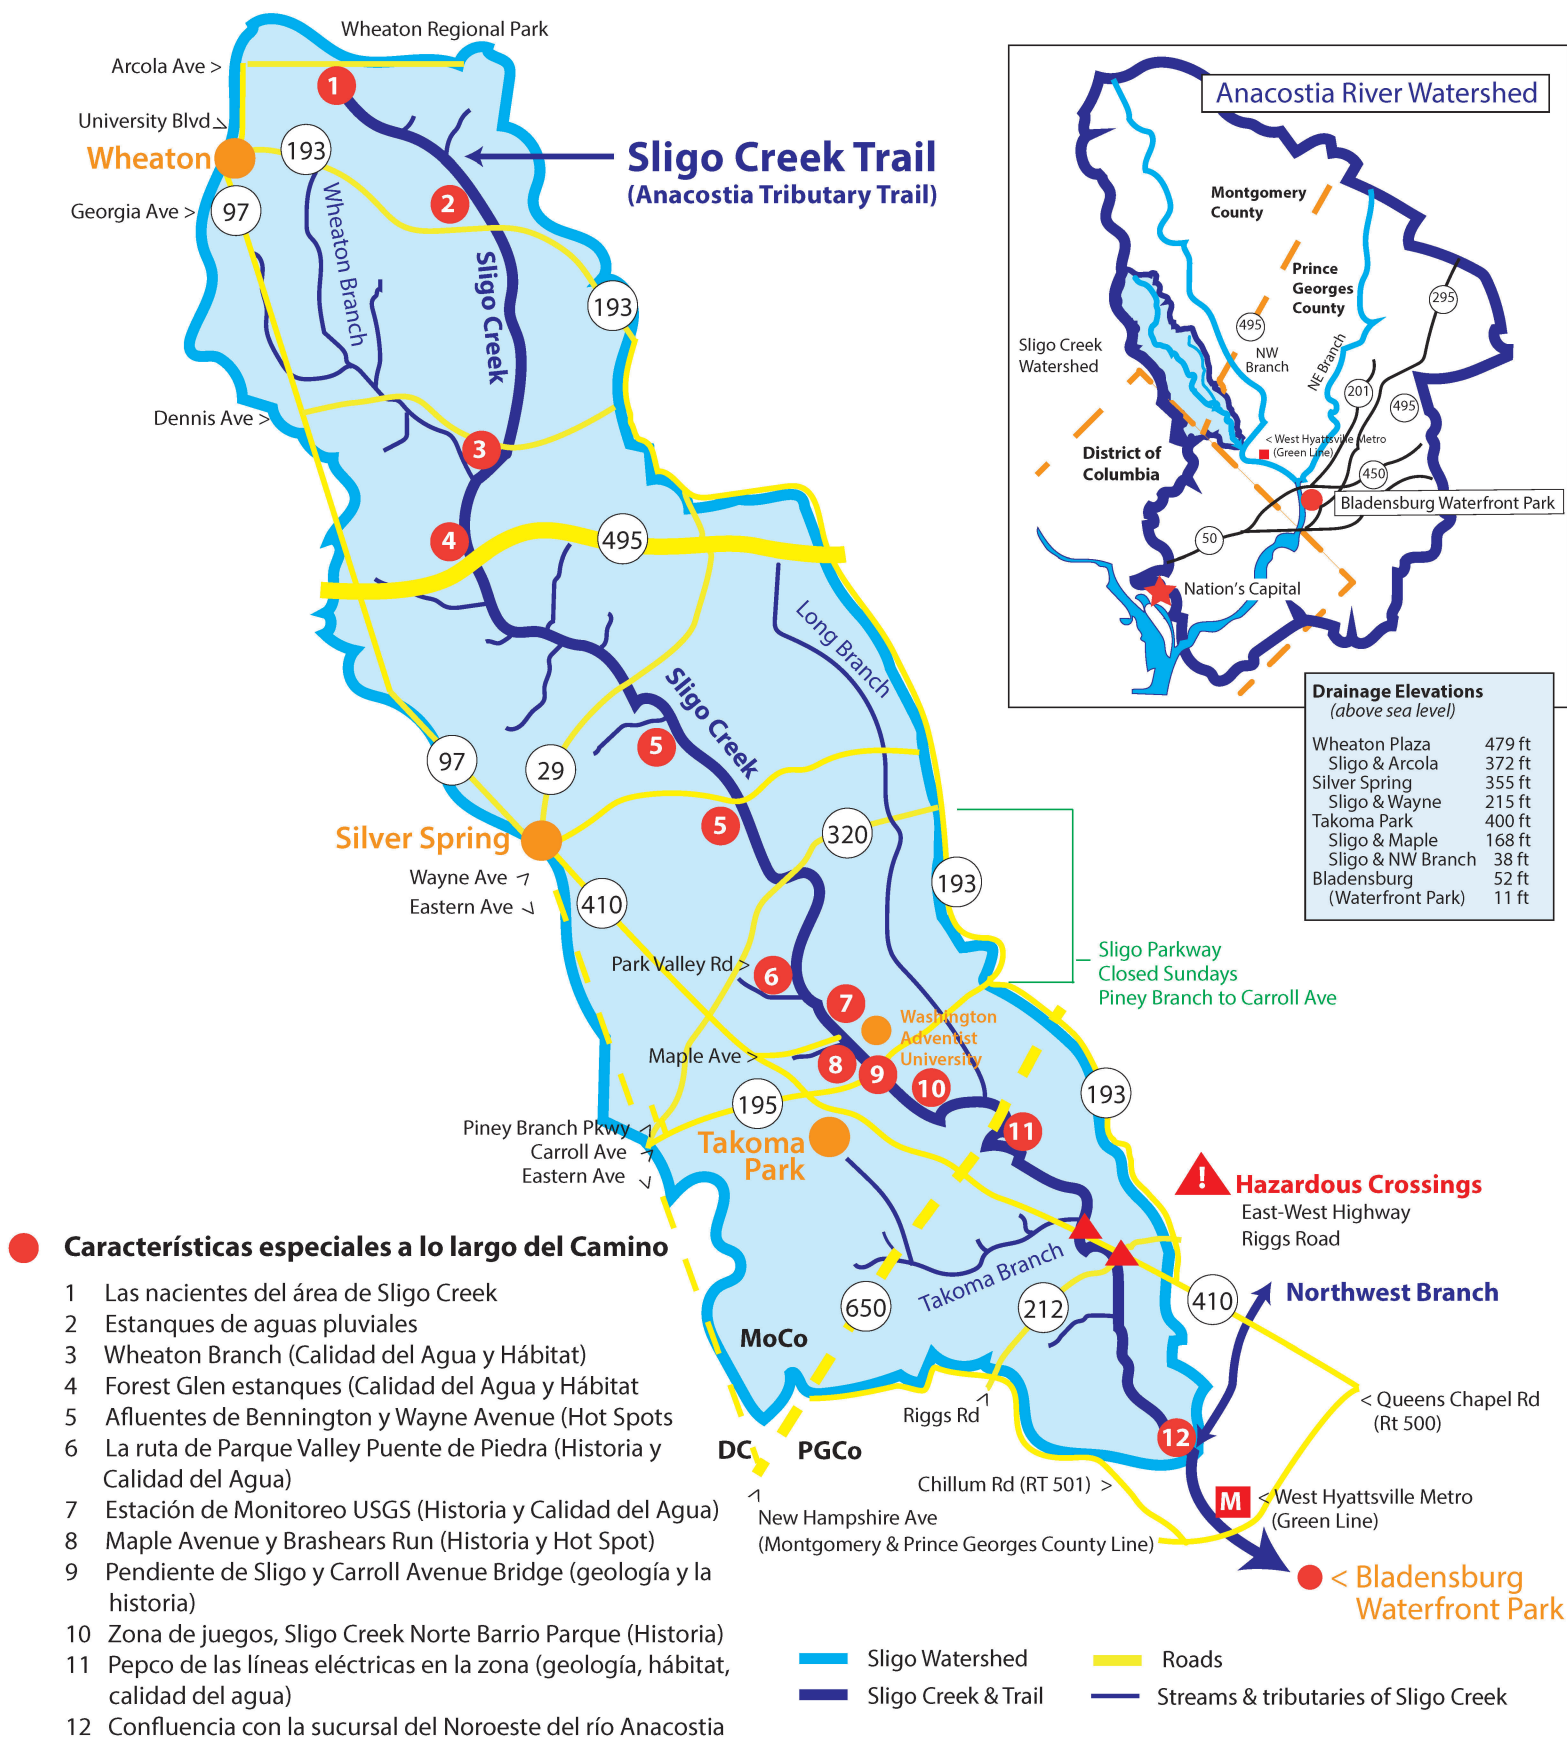 Wheaton Regional Park
Arcola Ave >
1
University Blvd
Wheaton
193
Georgia Ave >
97
2
Sligo Creek Trail
(Anacostia Tributary Trail)
Wheaton Branch
Sligo Creek
193
Dennis Ave >
3
4
495
Long Branch
Sligo Creek
5
97
29
5
Silver Spring
320
Wayne Ave
Eastern Ave
410
193
Park Valley Rd >
6
7
Washington
Adventist
University
Sligo Parkway
Closed Sundays
Piney Branch to Carroll Ave
Maple Ave >
8
9
10
195
193
Piney Branch Pkwy
Carroll Ave
Eastern Ave
Takoma
Park
11
!
Hazardous Crossings
East-West Highway
Riggs Road
Takoma Branch
650
212
410
Northwest Branch
MoCo
Riggs Rd
< Queens Chapel Rd
(Rt 500)
DC
PGCo
12
Chillum Rd (RT 501) >
M
< West Hyattsville Metro
(Green Line)
New Hampshire Ave
(Montgomery & Prince Georges County Line)
< Bladensburg
Waterfront Park
Anacostia River Watershed
Montgomery
County
Prince
Georges
County
295
495
NW
Branch
NE Branch
Sligo Creek
Watershed
201
495
< West Hyattsville Metro
(Green Line)
District of
Columbia
450
Bladensburg Waterfront Park
50
Nation's Capital
Drainage Elevations
(above sea level)
Wheaton Plaza 479 ft
Sligo & Arcola 372 ft
Silver Spring 355 ft
Sligo & Wayne 215 ft
Takoma Park 400 ft
Sligo & Maple 168 ft
Sligo & NW Branch 38 ft
Bladensburg 52 ft
(Waterfront Park) 11 ft
Características especiales a lo largo del Camino
1 Las nacientes del área de Sligo Creek
2 Estanques de aguas pluviales
3 Wheaton Branch (Calidad del Agua y Hábitat)
4 Forest Glen estanques (Calidad del Agua y Hábitat
5 Afluentes de Bennington y Wayne Avenue (Hot Spots
6 La ruta de Parque Valley Puente de Piedra (Historia y
Calidad del Agua)
7 Estación de Monitoreo USGS (Historia y Calidad del Agua)
8 Maple Avenue y Brashears Run (Historia y Hot Spot)
9 Pendiente de Sligo y Carroll Avenue Bridge (geología y la
historia)
10 Zona de juegos, Sligo Creek Norte Barrio Parque (Historia)
11 Pepco de las líneas eléctricas en la zona (geología, hábitat,
calidad del agua)
12 Confluencia con la sucursal del Noroeste del río Anacostia
Sligo Watershed
Roads
Sligo Creek & Trail
Streams & tributaries of Sligo Creek